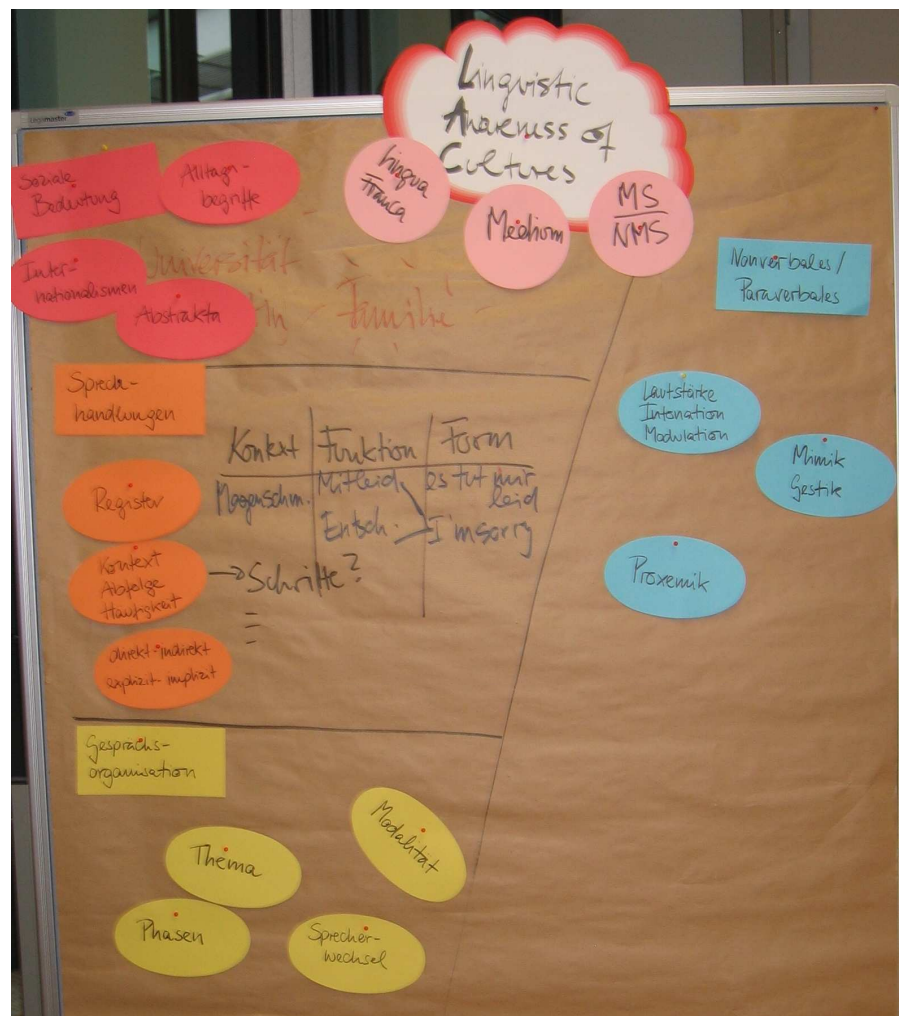 Linguistic
Awareness of
Cultures
Lingua
Franca
Medium
MS
NMS
Soziale
Bedeutung
Alltags-
begriffe
Inter-
nationalismen
Abstrakta
Universität
Familie
Nonverbales /
Paraverbales
Lautstärke
Intonation
Modulation
Mimik
Gestik
Proxemik
Sprech-
handlungen
Register
Kontext
Abfolge
Häufigkeit
direkt-indirekt
explizit-implizit
Kontext Funktion Form
Magenschm. Mitleid es tut mir
leid
Entsch. I'm sorry
→ Schritte?
Gesprächs-
organisation
Thema
Modalität
Phasen
Sprecher-
wechsel